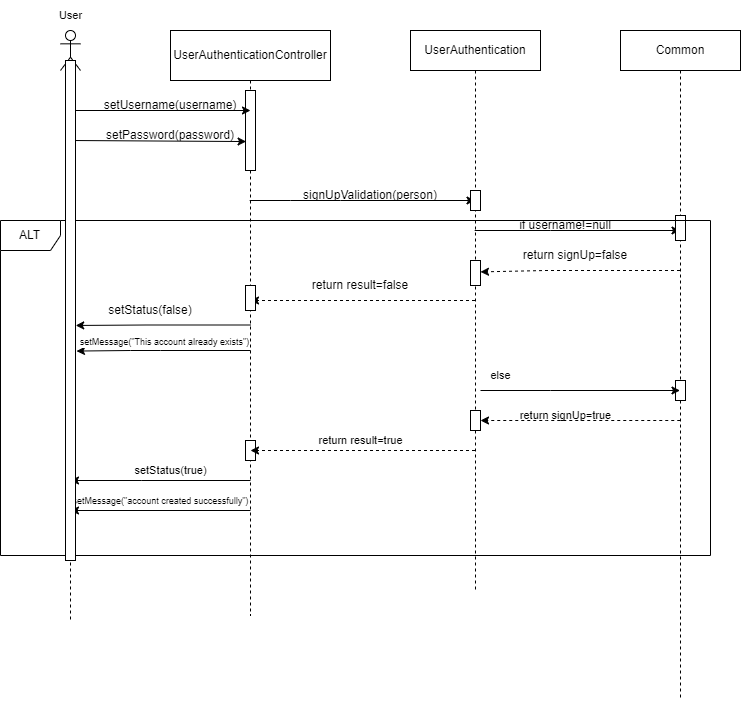 User
UserAuthenticationController
UserAuthentication
Common
setUsername(username)
setPassword(password)
signUpValidation(person)
ALT
if username!=null
return signUp=false
return result=false
setStatus(false)
setMessage("This account already exists")
else
return signUp=true
return result=true
setStatus(true)
etMessage("account created successfully")